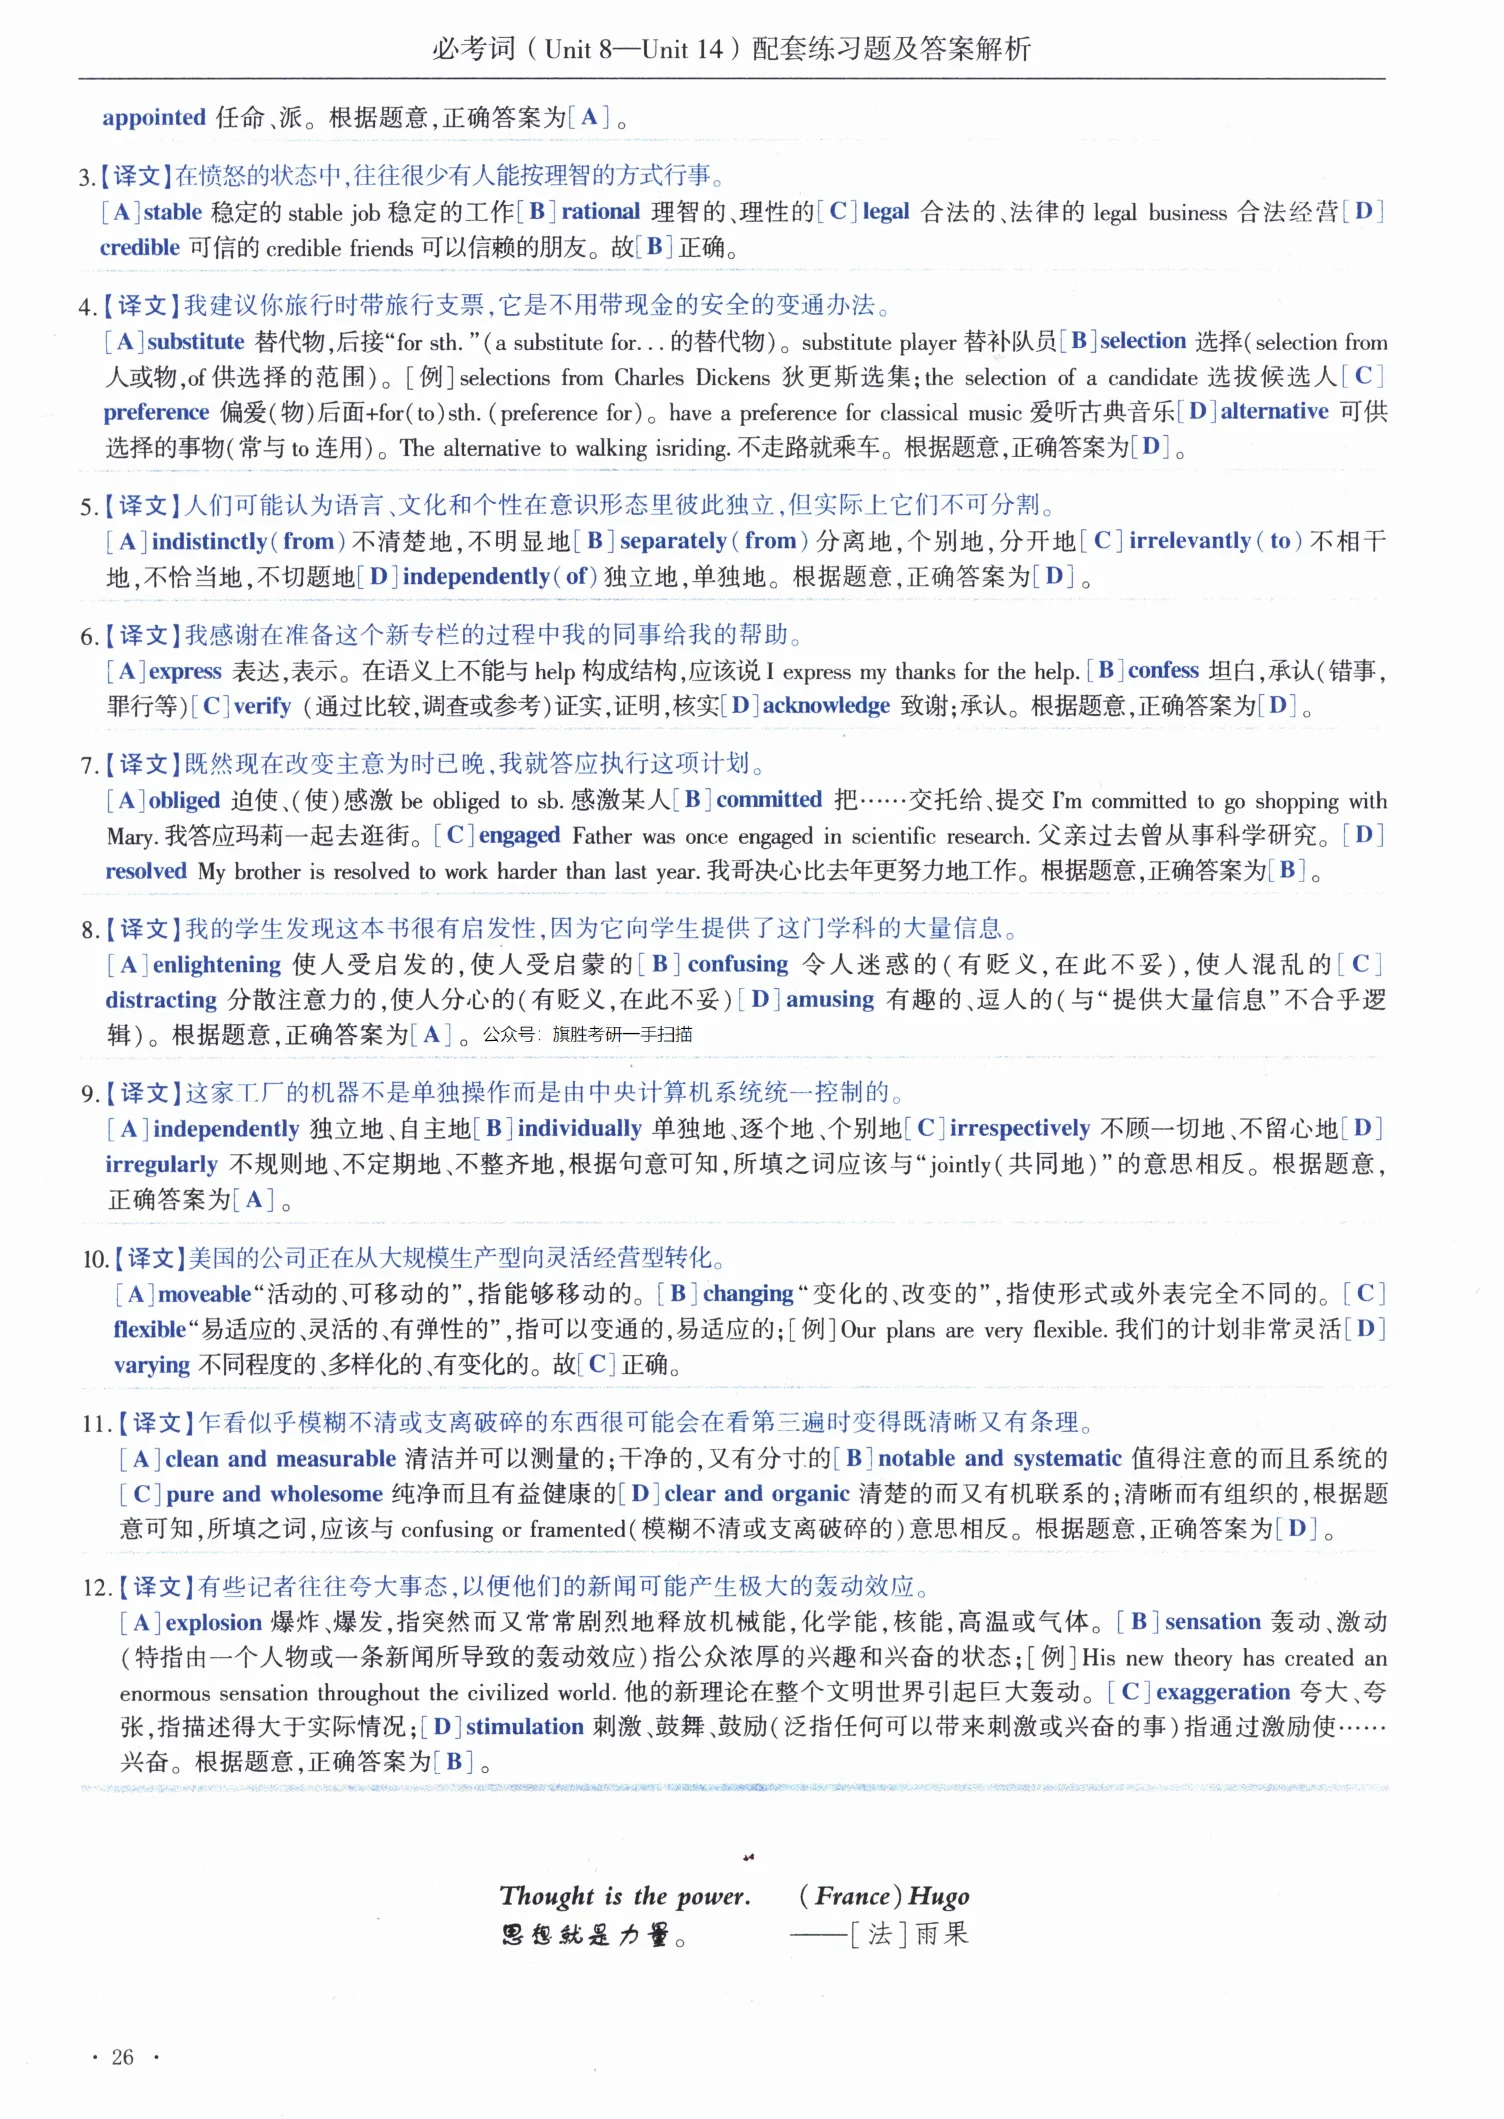 必考词（Unit 8—Unit 14）配套练习题及答案解析
appointed 任命、派。根据题意,正确答案为[A]。
3.【译文】在愤怒的状态中,往往很少有人能按理智的方式行事。
[A]stable 稳定的 stable job 稳定的工作[B]rational 理智的、理性的[C]legal 合法的、法律的 legal business 合法经营[D]
credible 可信的 credible friends 可以信赖的朋友。故[B]正确。
4.【译文】我建议你旅行时带旅行支票,它是不用带现金的安全的变通办法。
[A]substitute 替代物,后接“for sth.”(a substitute for...的替代物)。substitute player 替补队员[B]selection 选择(selection from
人或物,of 供选择的范围)。[例]selections from Charles Dickens 狄更斯选集;the selection of a candidate 选拔候选人[C]
preference 偏爱(物)后面+for(to)sth.(preference for)。have a preference for classical music 爱听古典音乐[D]alternative 可供
选择的事物(常与 to 连用)。The alternative to walking isriding.不走路就乘车。根据题意,正确答案为[D]。
5.【译文】人们可能认为语言、文化和个性在意识形态里彼此独立,但实际上它们不可分割。
[A]indistinctly(from)不清楚地,不明显地[B]separately(from)分离地,个别地,分开地[C]irrelevantly(to)不相干
地,不恰当地,不切题地[D]independently(of)独立地,单独地。根据题意,正确答案为[D]。
6.【译文】我感谢在准备这个新专栏的过程中我的同事给我的帮助。
[A]express 表达,表示。在语义上不能与 help 构成结构,应该说 I express my thanks for the help.[B]confess 坦白,承认(错事,
罪行等)[C]verify (通过比较,调查或参考)证实,证明,核实[D]acknowledge 致谢;承认。根据题意,正确答案为[D]。
7.【译文】既然现在改变主意为时已晚,我就答应执行这项计划。
[A]obliged 迫使、(使)感激 be obliged to sb.感激某人[B]committed 把……交托给、提交 I'm committed to go shopping with
Mary.我答应玛莉一起去逛街。[C]engaged Father was once engaged in scientific research.父亲过去曾从事科学研究。[D]
resolved My brother is resolved to work harder than last year.我哥决心比去年更努力地工作。根据题意,正确答案为[B]。
8.【译文】我的学生发现这本书很有启发性,因为它向学生提供了这门学科的大量信息。
[A]enlightening 使人受启发的,使人受启蒙的[B]confusing 令人迷惑的(有贬义,在此不妥),使人混乱的[C]
distracting 分散注意力的,使人分心的(有贬义,在此不妥)[D]amusing 有趣的、逗人的(与“提供大量信息”不合乎逻
辑)。根据题意,正确答案为[A]。 公众号：旗胜考研一手扫描
9.【译文】这家工厂的机器不是单独操作而是由中央计算机系统统一控制的。
[A]independently 独立地、自主地[B]individually 单独地、逐个地、个别地[C]irrespectively 不顾一切地、不留心地[D]
irregularly 不规则地、不定期地、不整齐地,根据句意可知,所填之词应该与“jointly(共同地)”的意思相反。根据题意,
正确答案为[A]。
10.【译文】美国的公司正在从大规模生产型向灵活经营型转化。
[A]moveable“活动的、可移动的”,指能够移动的。[B]changing“变化的、改变的”,指使形式或外表完全不同的。[C]
flexible“易适应的、灵活的、有弹性的”,指可以变通的,易适应的;[例]Our plans are very flexible.我们的计划非常灵活[D]
varying 不同程度的、多样化的、有变化的。故[C]正确。
11.【译文】乍看似乎模糊不清或支离破碎的东西很可能会在看第三遍时变得既清晰又有条理。
[A]clean and measurable 清洁并可以测量的;干净的,又有分寸的[B]notable and systematic 值得注意的而且系统的
[C]pure and wholesome 纯净而且有益健康的[D]clear and organic 清楚的而又有机联系的;清晰而有组织的,根据题
意可知,所填之词,应该与 confusing or framented(模糊不清或支离破碎的)意思相反。根据题意,正确答案为[D]。
12.【译文】有些记者往往夸大事态,以便他们的新闻可能产生极大的轰动效应。
[A]explosion 爆炸、爆发,指突然而又常常剧烈地释放机械能,化学能,核能,高温或气体。[B]sensation 轰动、激动
(特指由一个人物或一条新闻所导致的轰动效应)指公众浓厚的兴趣和兴奋的状态;[例]His new theory has created an
enormous sensation throughout the civilized world.他的新理论在整个文明世界引起巨大轰动。[C]exaggeration 夸大、夸
张,指描述得大于实际情况;[D]stimulation 刺激、鼓舞、鼓励(泛指任何可以带来刺激或兴奋的事)指通过激励使……
兴奋。根据题意,正确答案为[B]。
Thought is the power. (France)Hugo
思想就是力量。 ——[法]雨果
· 26 ·